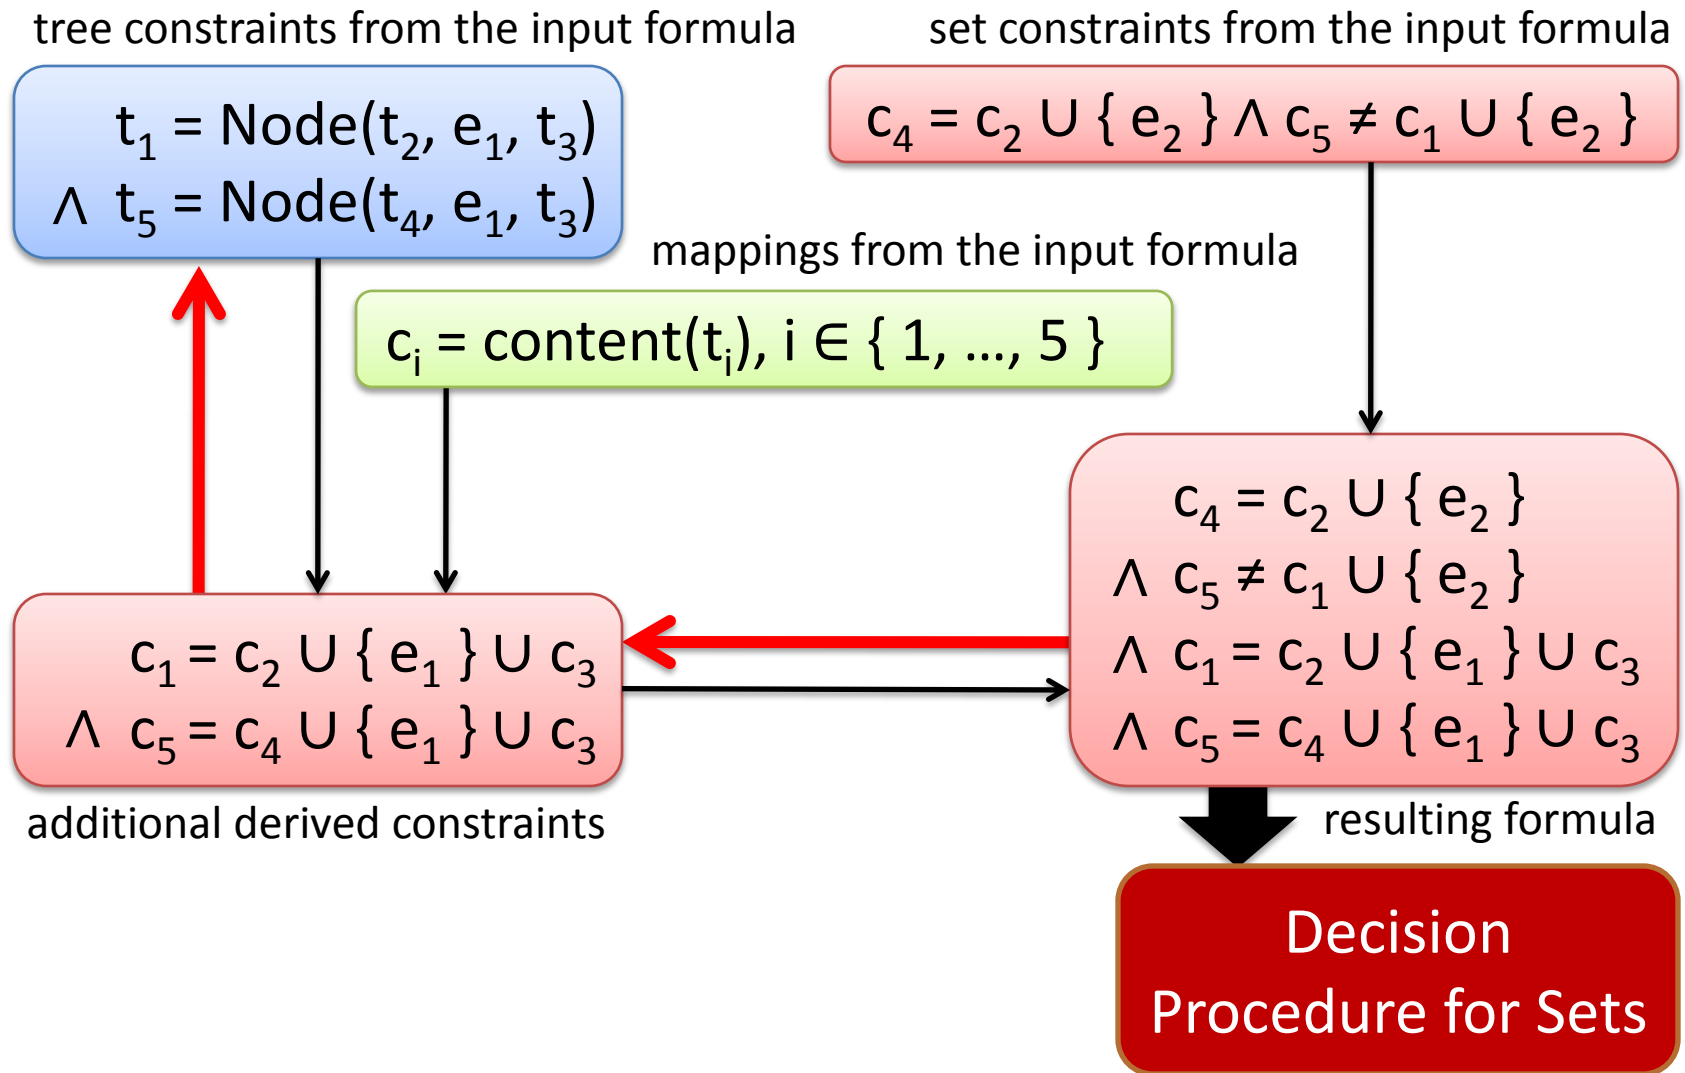 tree constraints from the input formula
set constraints from the input formula
t₁ = Node(t₂, e₁, t₃)
∧ t₅ = Node(t₄, e₁, t₃)
c₄ = c₂ ∪ { e₂ } ∧ c₅ ≠ c₁ ∪ { e₂ }
mappings from the input formula
cᵢ = content(tᵢ), i ∈ { 1, …, 5 }
c₁ = c₂ ∪ { e₁ } ∪ c₃
∧ c₅ = c₄ ∪ { e₁ } ∪ c₃
additional derived constraints
c₄ = c₂ ∪ { e₂ }
∧ c₅ ≠ c₁ ∪ { e₂ }
∧ c₁ = c₂ ∪ { e₁ } ∪ c₃
∧ c₅ = c₄ ∪ { e₁ } ∪ c₃
resulting formula
Decision
Procedure for Sets